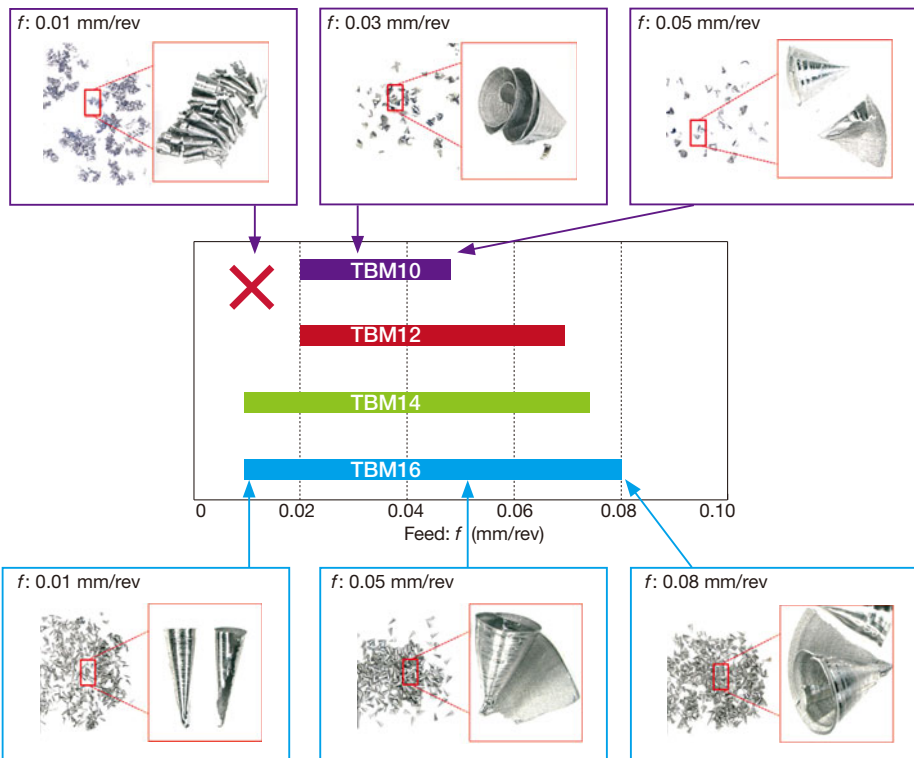 f: 0.01 mm/rev
f: 0.03 mm/rev
f: 0.05 mm/rev
TBM10
TBM12
TBM14
TBM16
0 0.02 0.04 0.06 0.08 0.10
Feed: f (mm/rev)
f: 0.01 mm/rev
f: 0.05 mm/rev
f: 0.08 mm/rev